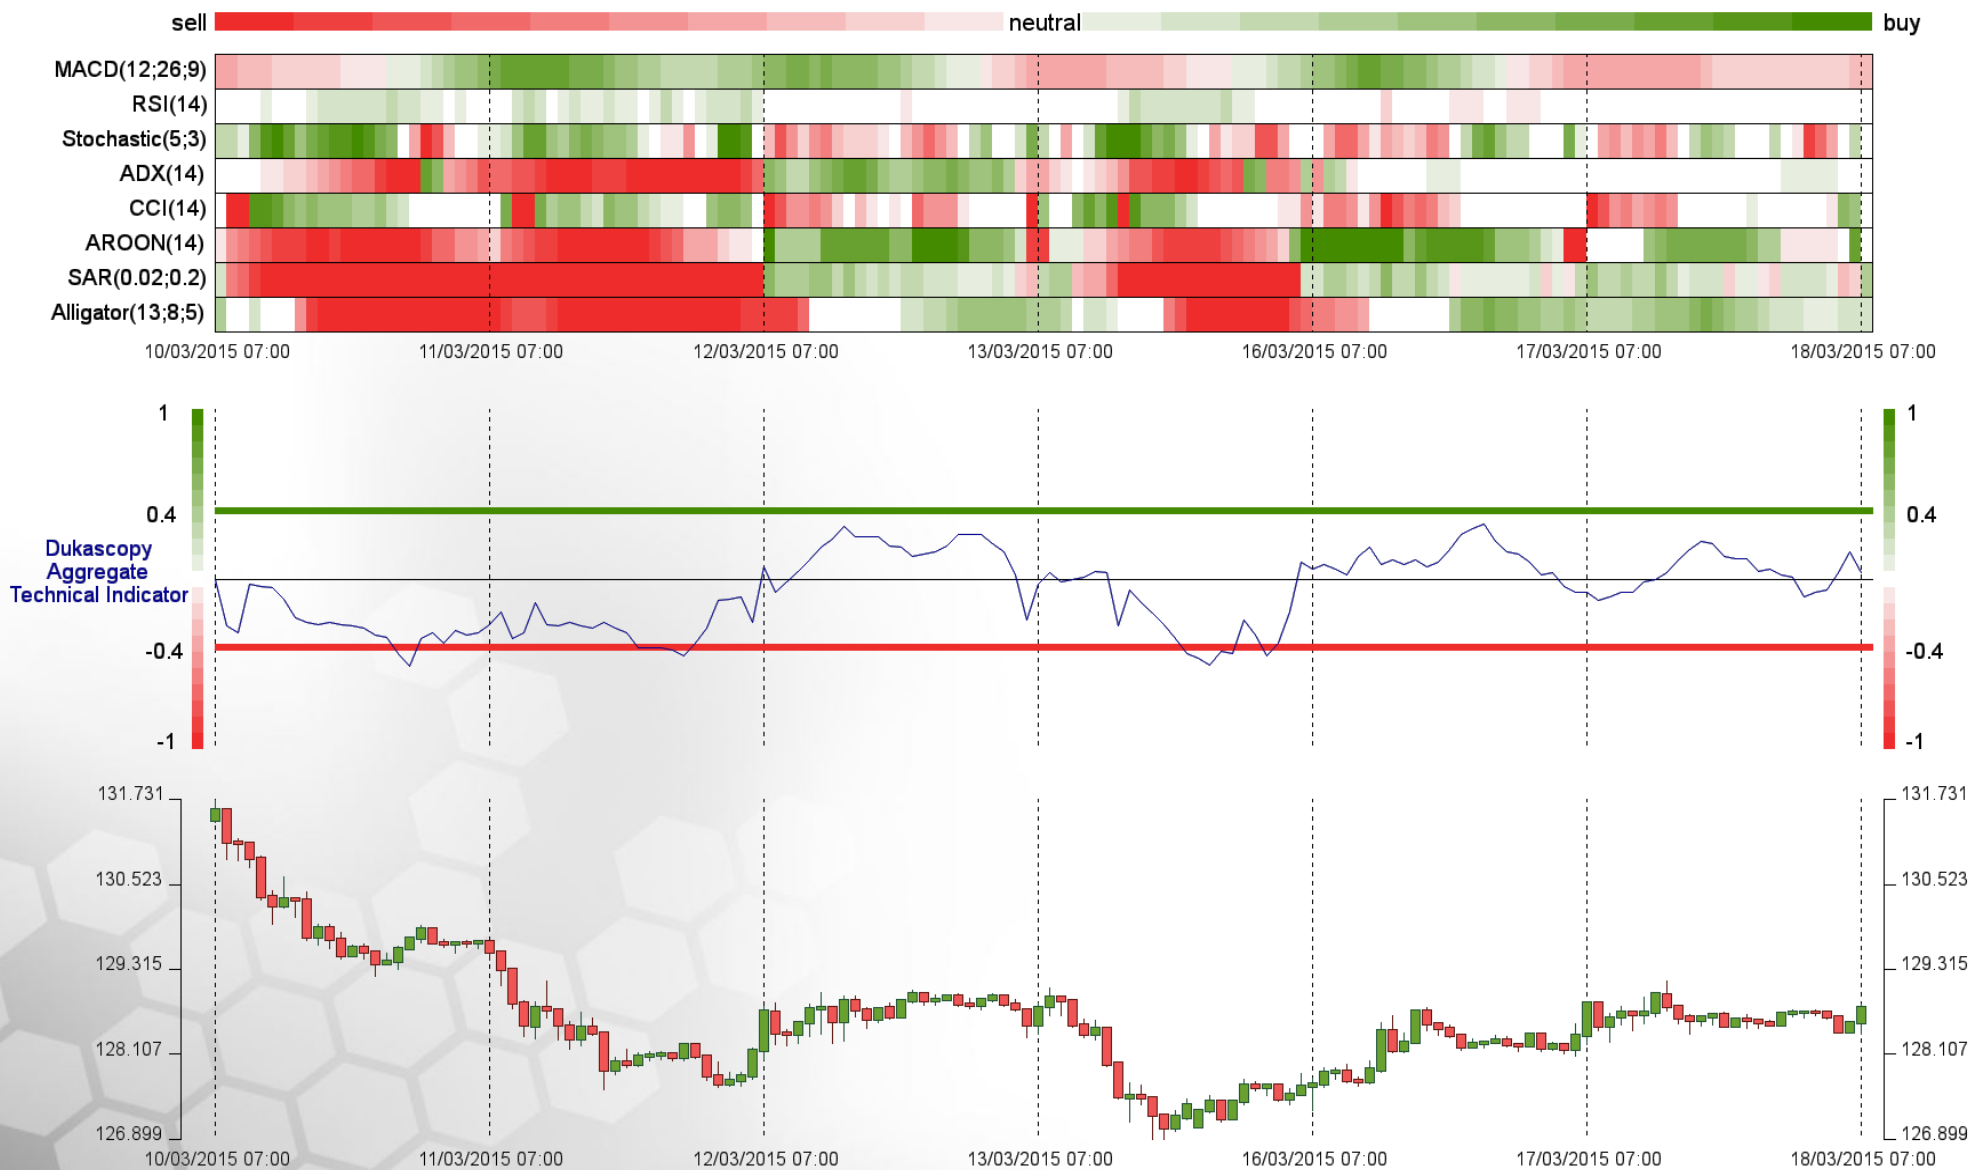 sell neutral buy
MACD(12;26;9)
RSI(14)
Stochastic(5;3)
ADX(14)
CCI(14)
AROON(14)
SAR(0.02;0.2)
Alligator(13;8;5)
10/03/2015 07:00 11/03/2015 07:00 12/03/2015 07:00 13/03/2015 07:00 16/03/2015 07:00 17/03/2015 07:00 18/03/2015 07:00
1 1
0.4 0.4
Dukascopy
Aggregate
Technical Indicator
-0.4 -0.4
-1 -1
131.731 131.731
130.523 130.523
129.315 129.315
128.107 128.107
126.899 126.899
10/03/2015 07:00 11/03/2015 07:00 12/03/2015 07:00 13/03/2015 07:00 16/03/2015 07:00 17/03/2015 07:00 18/03/2015 07:00